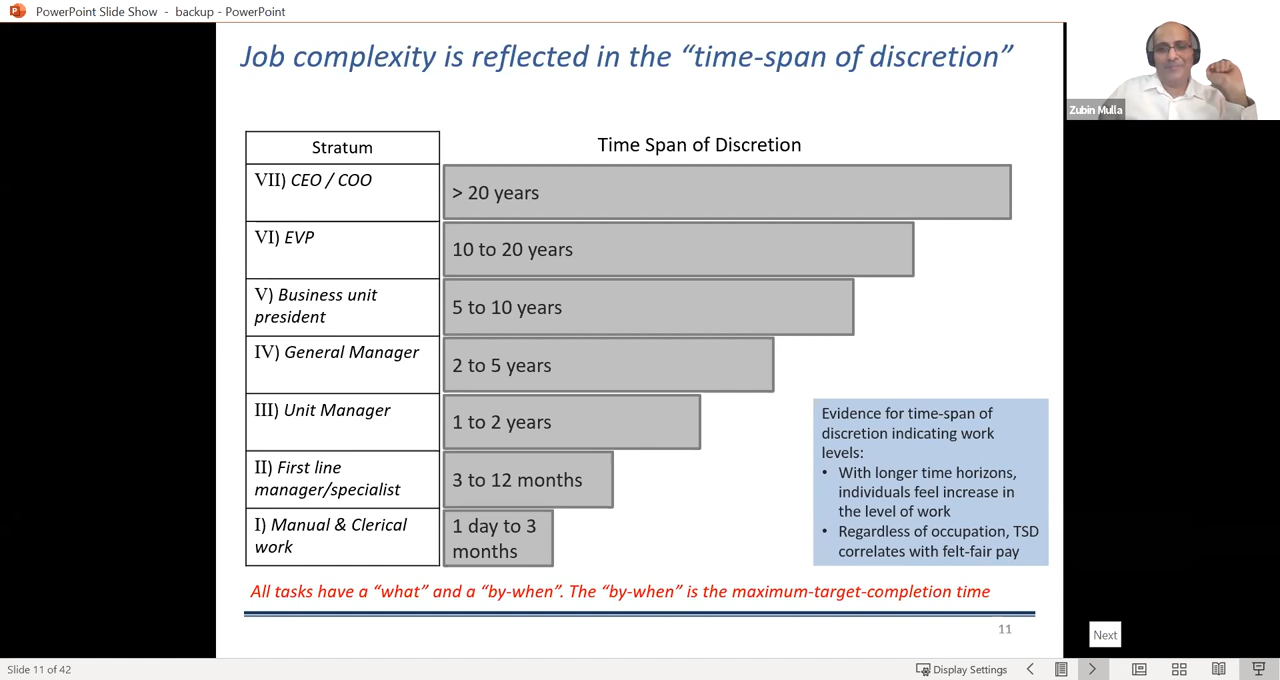 PowerPoint Slide Show - backup - PowerPoint
Job complexity is reflected in the “time-span of discretion”
Zubin Mulla
Stratum
Time Span of Discretion
VII) CEO / COO
> 20 years
VI) EVP
10 to 20 years
V) Business unit
president
5 to 10 years
IV) General Manager
2 to 5 years
III) Unit Manager
1 to 2 years
II) First line
manager/specialist
3 to 12 months
I) Manual & Clerical
work
1 day to 3
months
Evidence for time-span of
discretion indicating work
levels:
• With longer time horizons,
individuals feel increase in
the level of work
• Regardless of occupation, TSD
correlates with felt-fair pay
All tasks have a “what” and a “by-when”. The “by-when” is the maximum-target-completion time
11
Next
Slide 11 of 42
Display Settings